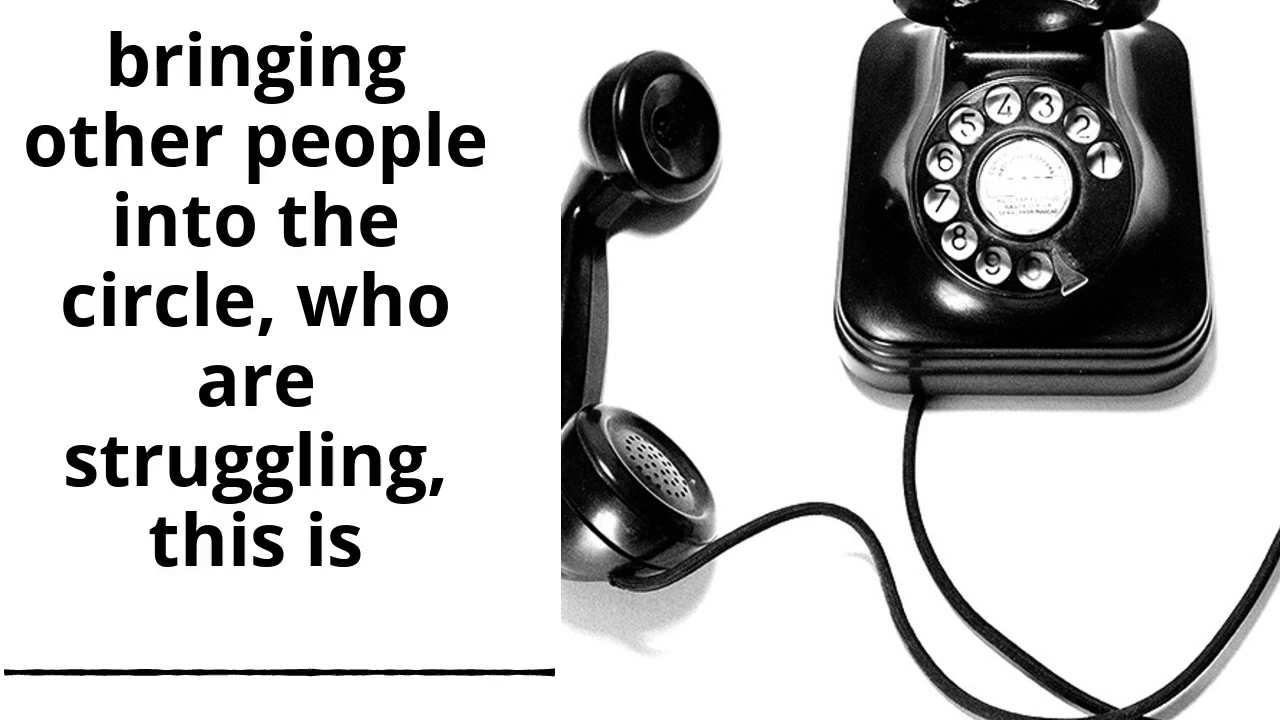 bringing
other people
into the
circle, who
are
struggling,
this is
4 3
5 2
6 1
7
8
9 0